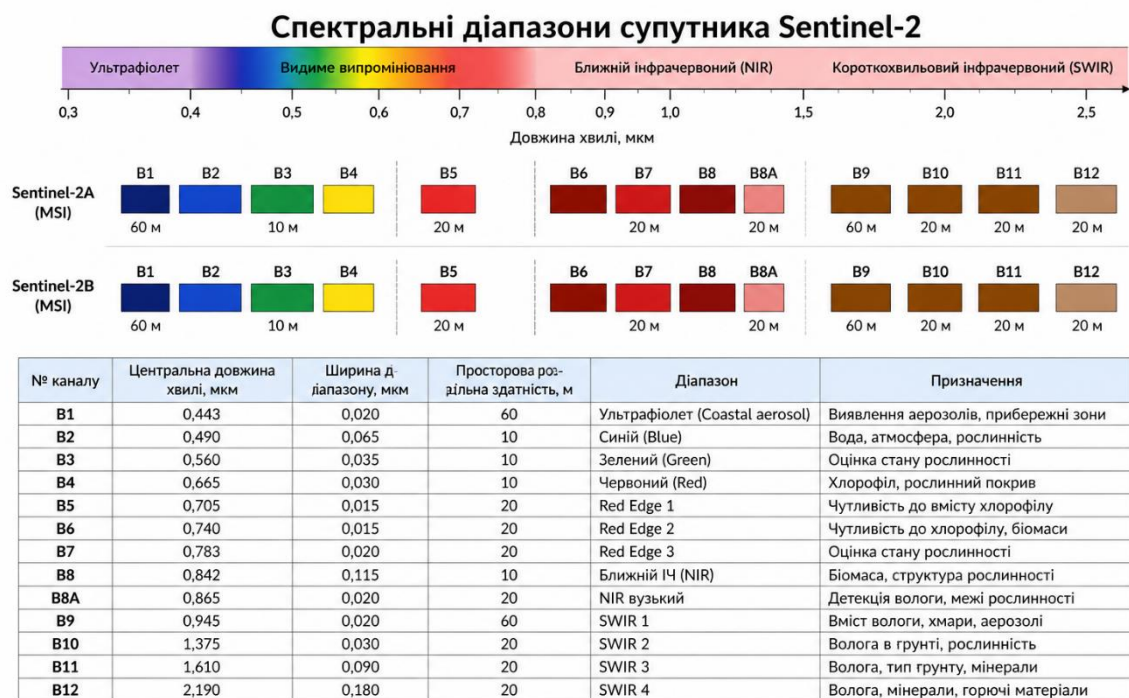 Спектральні діапазони супутника Sentinel-2
Ультрафіолет Видиме випромінювання Ближній інфрачервоний (NIR) Короткохвильовий інфрачервоний (SWIR)
0,3 0,4 0,5 0,6 0,7 0,8 0,9 1,0 1,5 2,0 2,5
Довжина хвилі, мкм
B1 B2 B3 B4 B5 B6 B7 B8 B8A B9 B10 B11 B12
Sentinel-2A
(MSI)
60 м 10 м 20 м 20 м 20 м 60 м 20 м 20 м 20 м
B1 B2 B3 B4 B5 B6 B7 B8 B8A B9 B10 B11 B12
Sentinel-2B
(MSI)
60 м 10 м 20 м 20 м 20 м 60 м 20 м 20 м 20 м
№ каналу Центральна довжина хвилі, мкм Ширина д- діапазону, мкм Просторова роз- дільна здатність, м Діапазон Призначення
B1 0,443 0,020 60 Ультрафіолет (Coastal aerosol) Виявлення аерозолів, прибережні зони
B2 0,490 0,065 10 Синій (Blue) Вода, атмосфера, рослинність
B3 0,560 0,035 10 Зелений (Green) Оцінка стану рослинності
B4 0,665 0,030 10 Червоний (Red) Хлорофіл, рослинний покрив
B5 0,705 0,015 20 Red Edge 1 Чутливість до вмісту хлорофілу
B6 0,740 0,015 20 Red Edge 2 Чутливість до хлорофілу, біомаси
B7 0,783 0,020 20 Red Edge 3 Оцінка стану рослинності
B8 0,842 0,115 10 Ближній ІЧ (NIR) Біомаса, структура рослинності
B8A 0,865 0,020 20 NIR вузький Детекція вологи, межі рослинності
B9 0,945 0,020 60 SWIR 1 Вміст вологи, хмари, аерозолі
B10 1,375 0,030 20 SWIR 2 Волога в грунті, рослинність
B11 1,610 0,090 20 SWIR 3 Волога, тип грунту, мінерали
B12 2,190 0,180 20 SWIR 4 Волога, мінерали, горючі матеріали